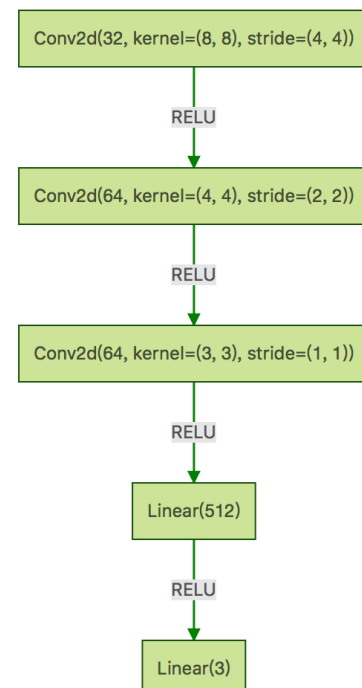 Conv2d(32, kernel=(8, 8), stride=(4, 4))
RELU
Conv2d(64, kernel=(4, 4), stride=(2, 2))
RELU
Conv2d(64, kernel=(3, 3), stride=(1, 1))
RELU
Linear(512)
RELU
Linear(3)